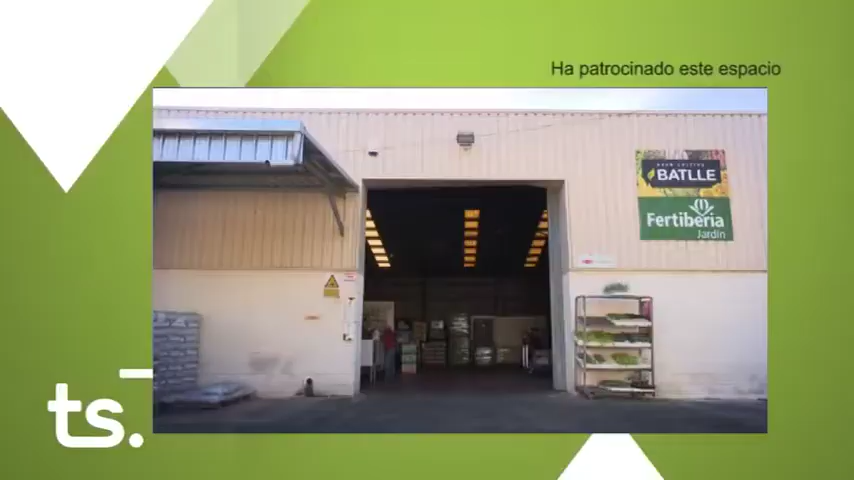 Ha patrocinado este espacio
BATLLE
Fertiberia
Jardín
ts.